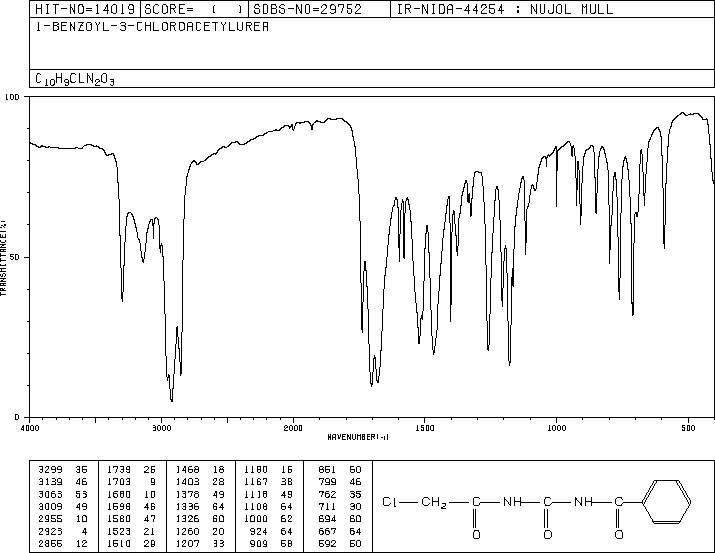 HIT-NO=14019 SCORE= ( ) SDBS-NO=29752 IR-NIDA-44254 : NUJOL MULL
1-BENZOYL-3-CHLOROACETYLUREA
C10H9CLN2O3
100
50
0
TRANSMITTANCE(%)
4000 3000 2000 1500 1000 500
WAVENUMBER(-1)
3299 35 1739 25 1468 18 1180 15 851 60
3139 46 1703 9 1403 28 1167 38 799 46
3063 53 1680 10 1378 49 1118 49 762 35
3009 49 1598 46 1336 64 1108 64 711 30
2955 10 1580 47 1326 60 1000 62 694 60
2923 4 1523 21 1260 20 924 64 667 64
2855 12 1510 29 1207 33 909 58 592 50
Cl CH2 C NH C NH C
O O O